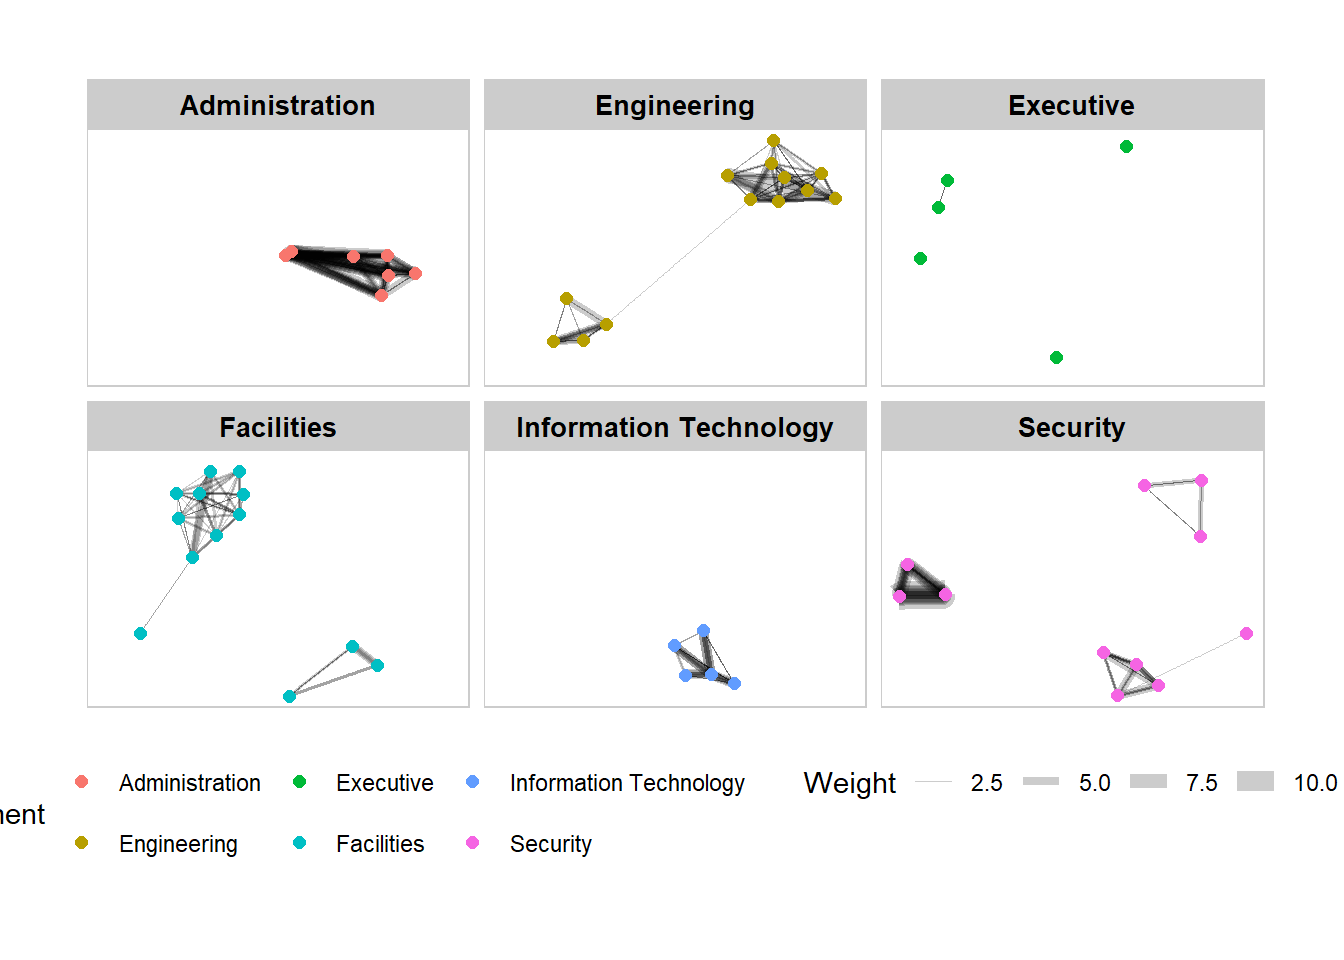 Administration
Engineering
Executive
Facilities
Information Technology
Security
Administration
Executive
Information Technology
Weight
2.5
5.0
7.5
10.0
nent
Engineering
Facilities
Security